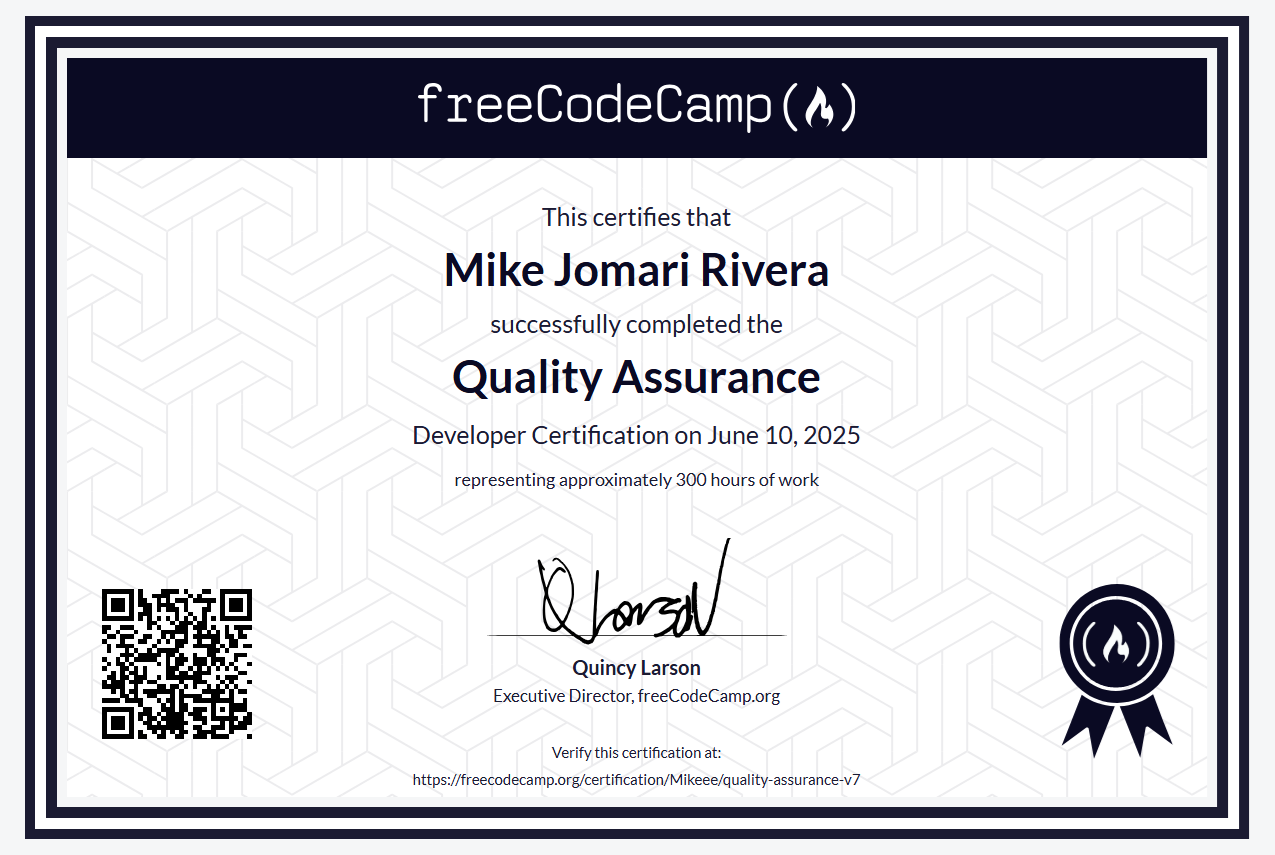 freeCodeCamp
This certifies that
Mike Jomari Rivera
successfully completed the
Quality Assurance
Developer Certification on June 10, 2025
representing approximately 300 hours of work
Q Larson
Quincy Larson
Executive Director, freeCodeCamp.org
Verify this certification at:
https://freecodecamp.org/certification/Mikeee/quality-assurance-v7